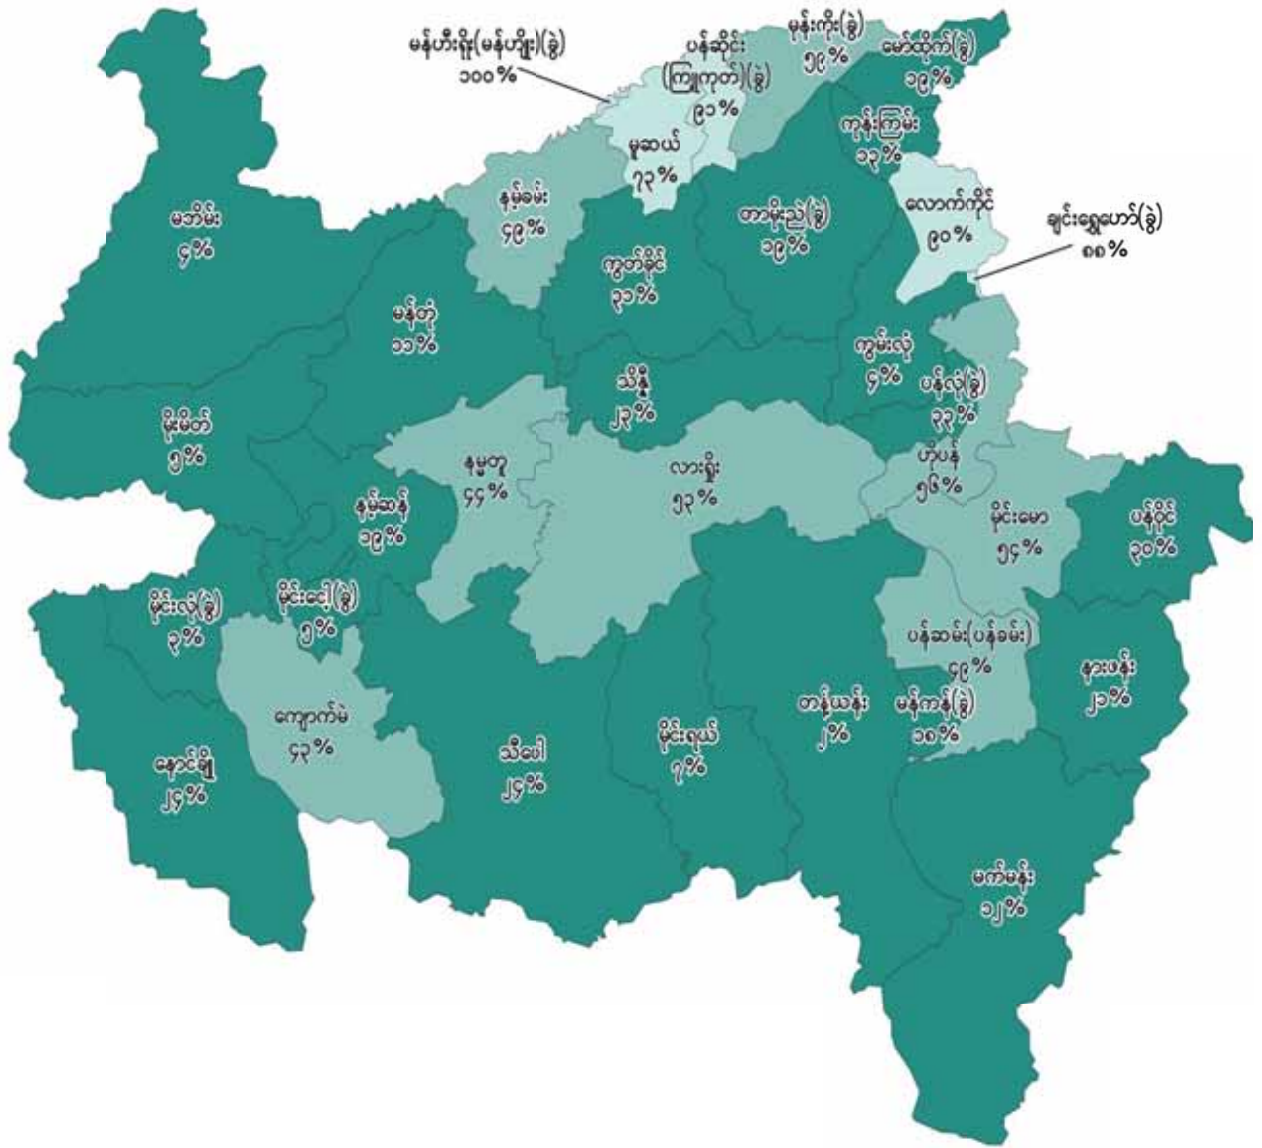 မုန်းကိုး(ခွဲ)
၅၉%
မန်ဟီးရိုး(မန်ဟျိုး)(ခွဲ)
၁၀၀%
ပန်ဆိုင်း
(ကြူကုတ်)(ခွဲ)
၉၁%
မော်ထိုက်(ခွဲ)
၁၉%
ကုန်းကြမ်း
၁၃%
မူဆယ်
၇၃%
နမ့်ခမ်း
၄၉%
မဘိမ်း
၄%
တာမိုးညဲ(ခွဲ)
၁၉%
လောက်ကိုင်
၉၀%
ချင်းရွှေဟော်(ခွဲ)
၈၈%
ကွတ်ခိုင်
၃၁%
မန်တုံ
၁၁%
ကွမ်းလုံ
၄%
သိန္နီ
၂၃%
ပန်လုံ(ခွဲ)
၃၃%
မိုးမိတ်
၅%
နမ္မတူ
၄၄%
လားရှိုး
၅၃%
ဟိုပန်
၅၆%
နမ့်ဆန်
၁၉%
မိုင်းမော
၅၄%
ပန်ဝိုင်
၃၀%
မိုင်းလုံ(ခွဲ)
၃%
မိုင်းငေါ့(ခွဲ)
၅%
ပန်ဆမ်း(ပန်ခမ်း)
၄၉%
နားဖန်း
၂၁%
ကျောက်မဲ
၄၃%
တန့်ယန်း
၂%
မန်ကန်(ခွဲ)
၁၈%
မိုင်းရယ်
၇%
သီပေါ
၂၄%
နောင်ချို
၂၄%
မက်မန်း
၁၂%